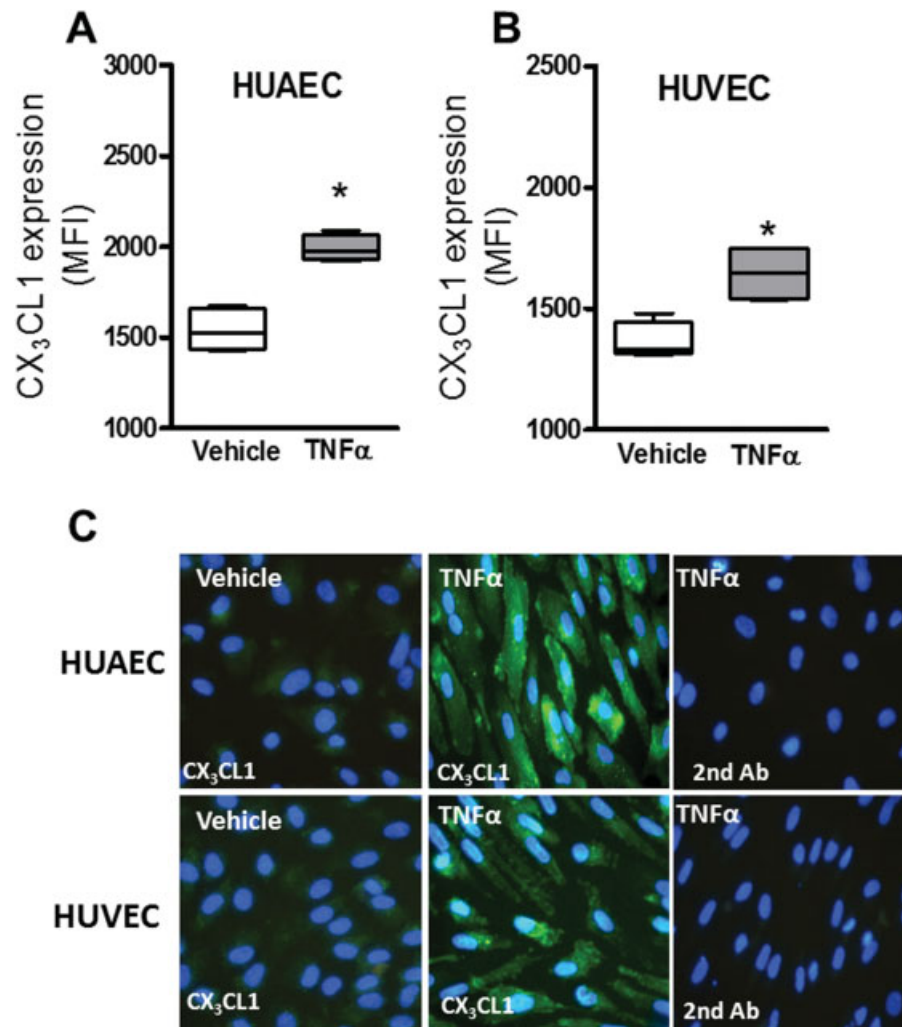 A
HUAEC
CX₃CL1 expression
(MFI)
3000
2500
2000
1500
1000
*
Vehicle TNFα
B
HUVEC
CX₃CL1 expression
(MFI)
2500
2000
1500
1000
*
Vehicle TNFα
C
HUAEC
Vehicle
CX₃CL1
TNFα
CX₃CL1
TNFα
2nd Ab
HUVEC
Vehicle
CX₃CL1
TNFα
CX₃CL1
TNFα
2nd Ab